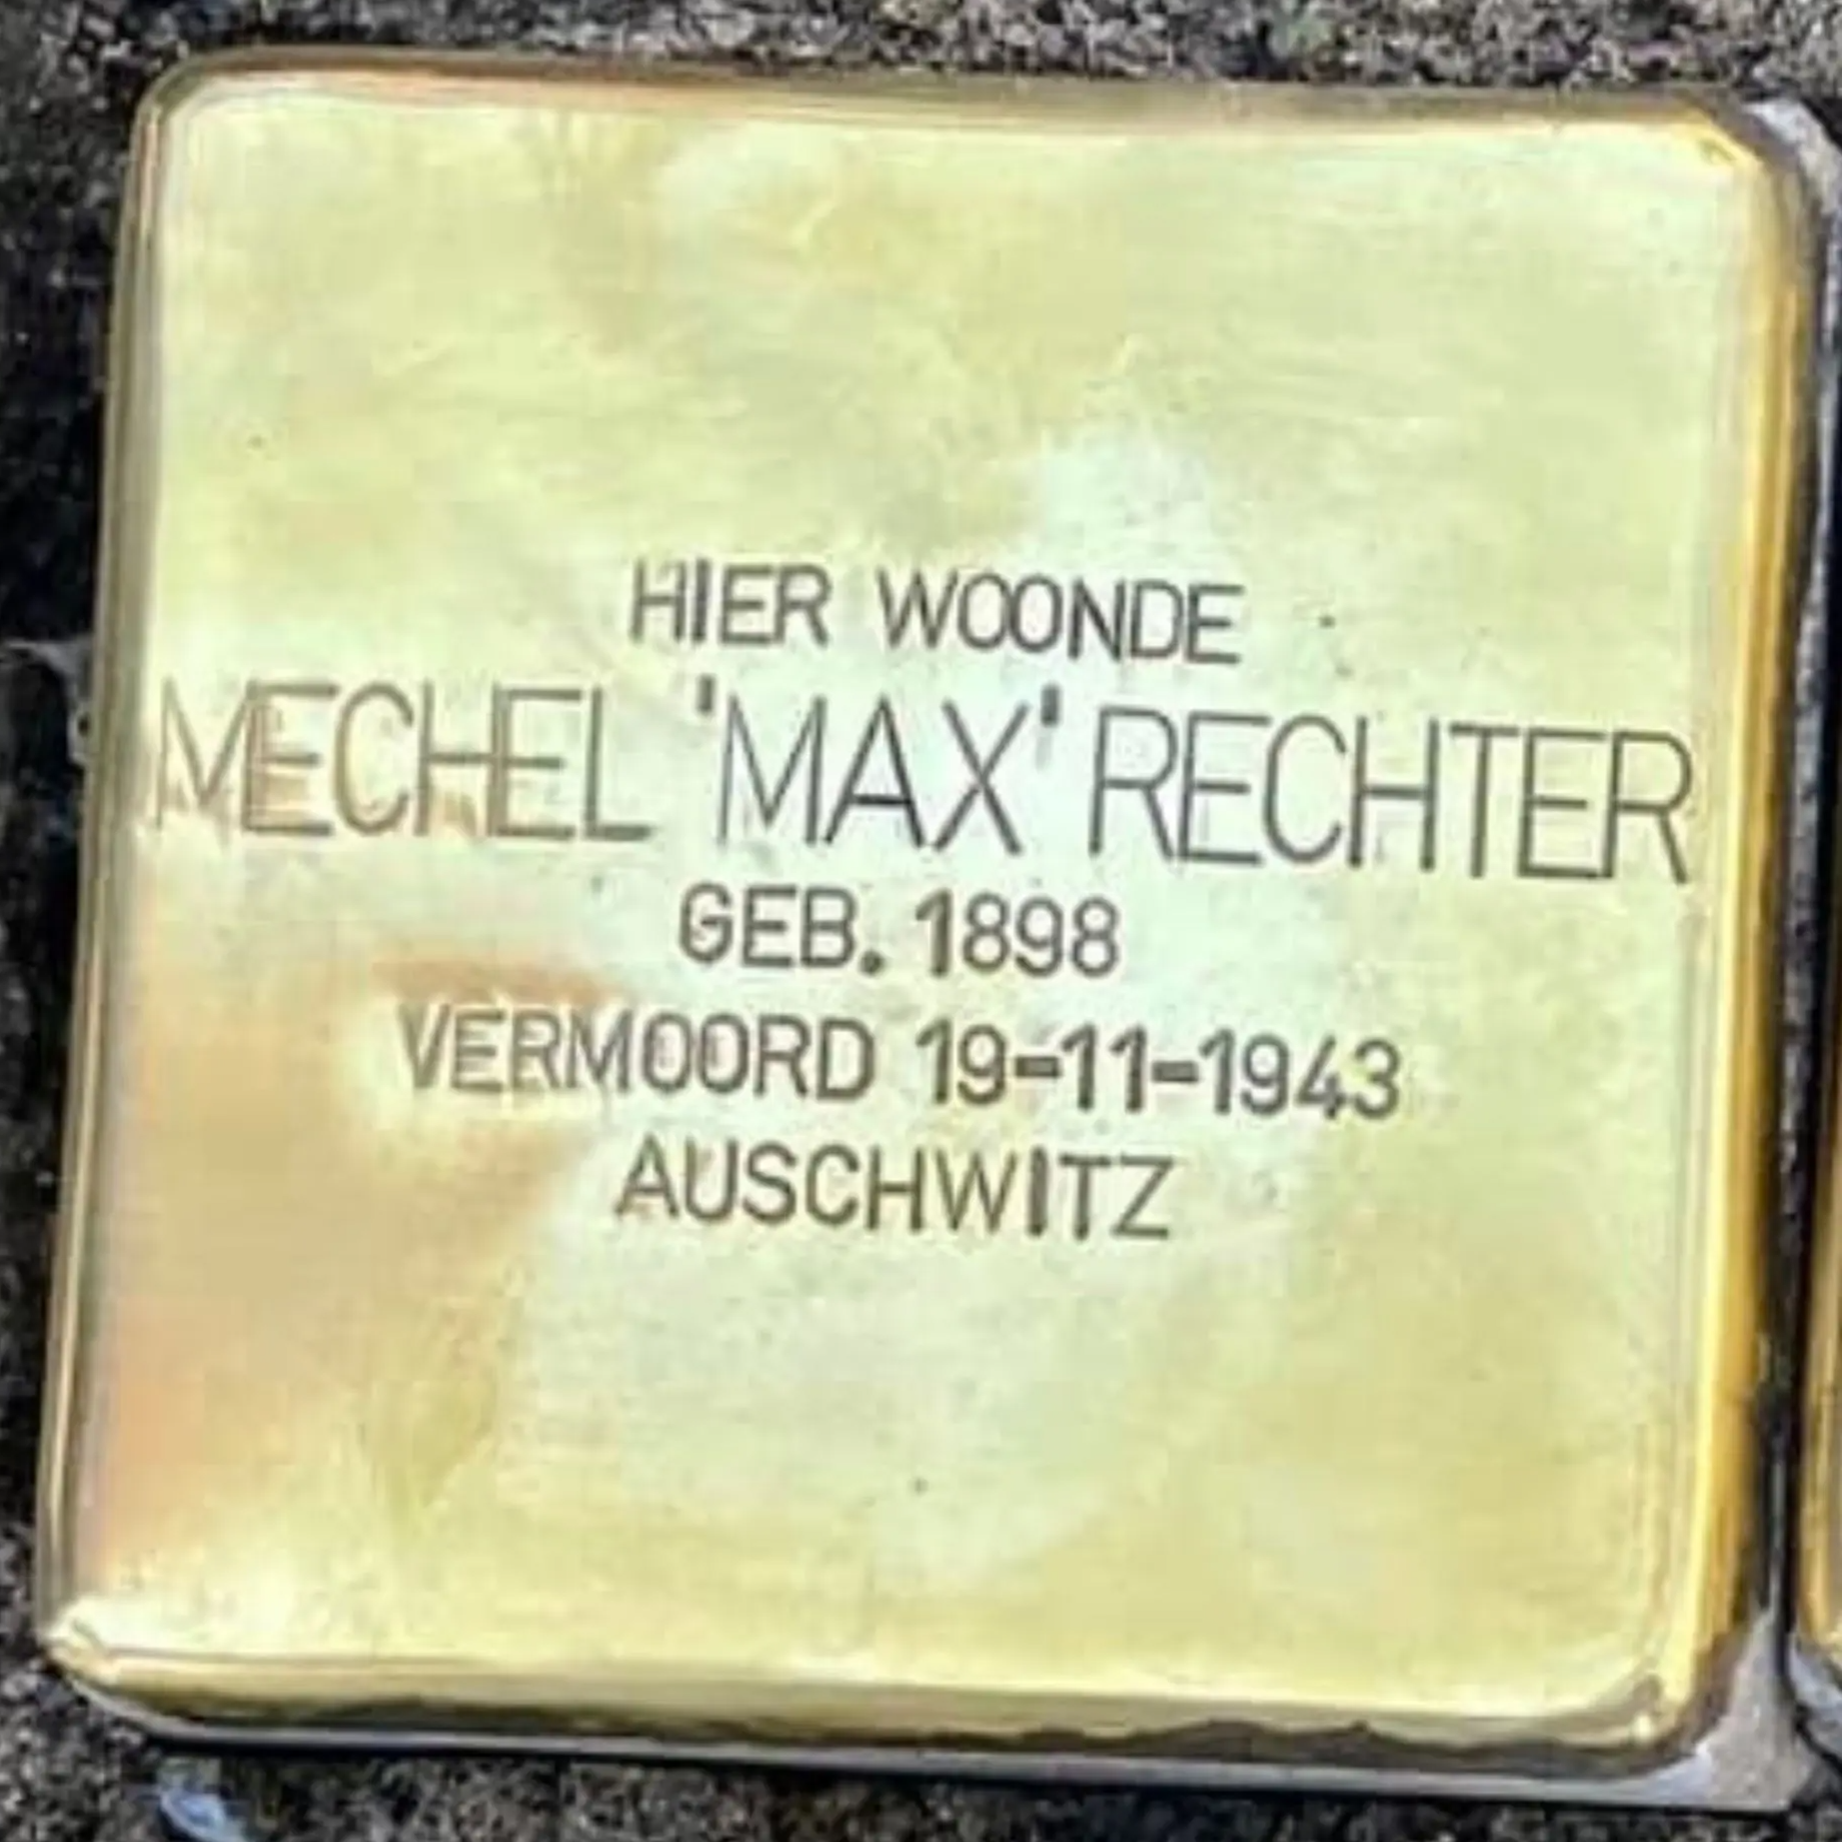 HIER WOONDE
MECHEL 'MAX' RECHTER
GEB. 1898
VERMOORD 19-11-1943
AUSCHWITZ